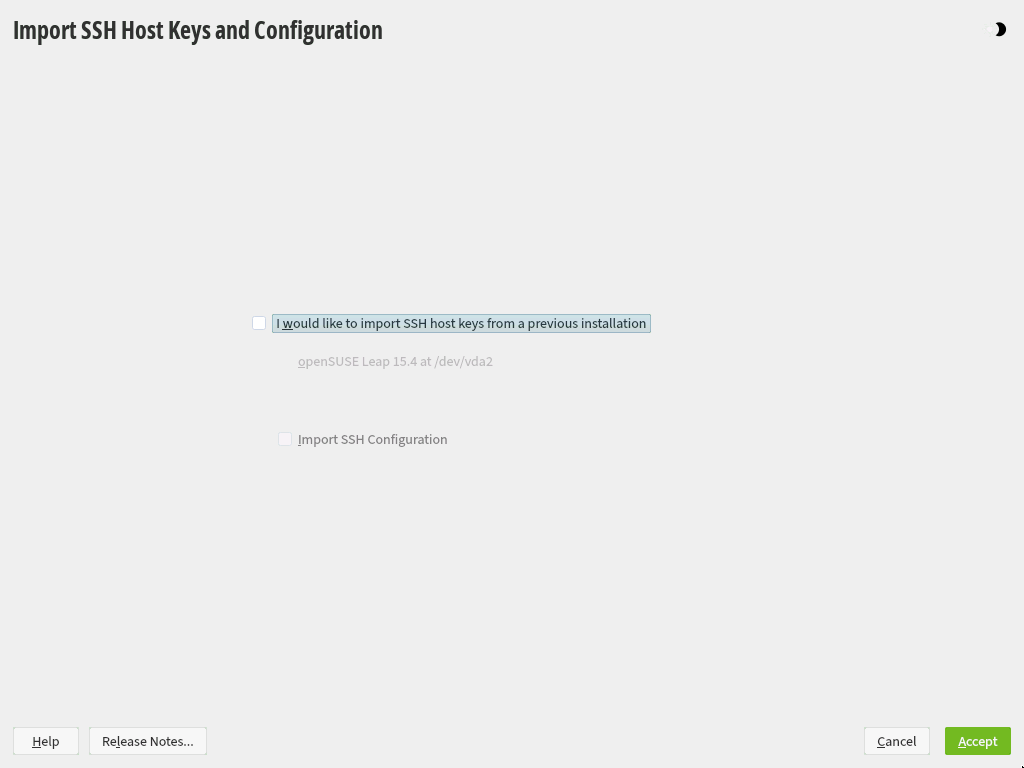 Import SSH Host Keys and Configuration
I would like to import SSH host keys from a previous installation
openSUSE Leap 15.4 at /dev/vda2
Import SSH Configuration
Help
Release Notes...
Cancel
Accept